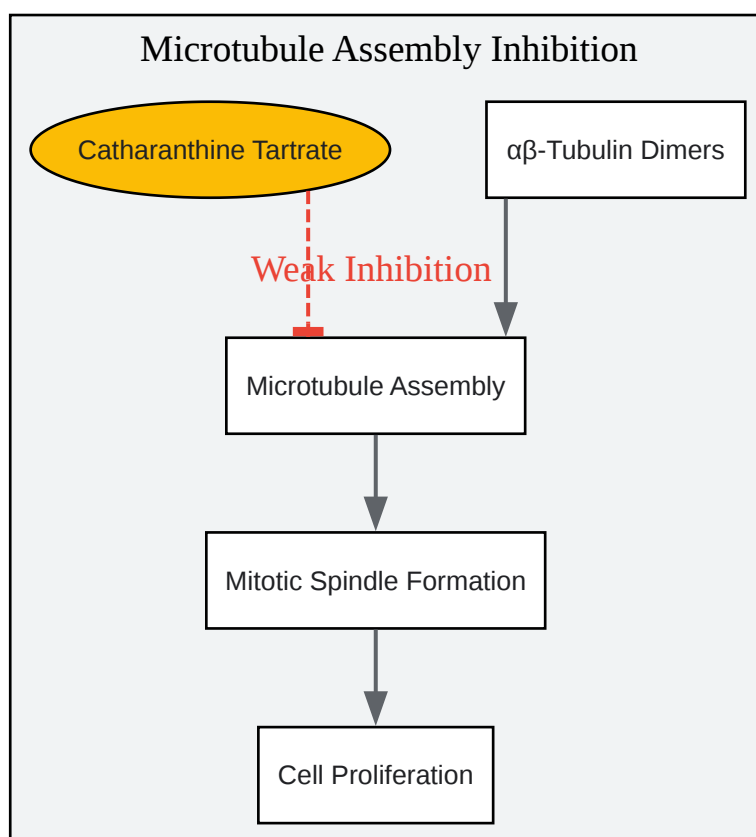 Microtubule Assembly Inhibition
Catharanthine Tartrate
αβ-Tubulin Dimers
Weak Inhibition
Microtubule Assembly
Mitotic Spindle Formation
Cell Proliferation